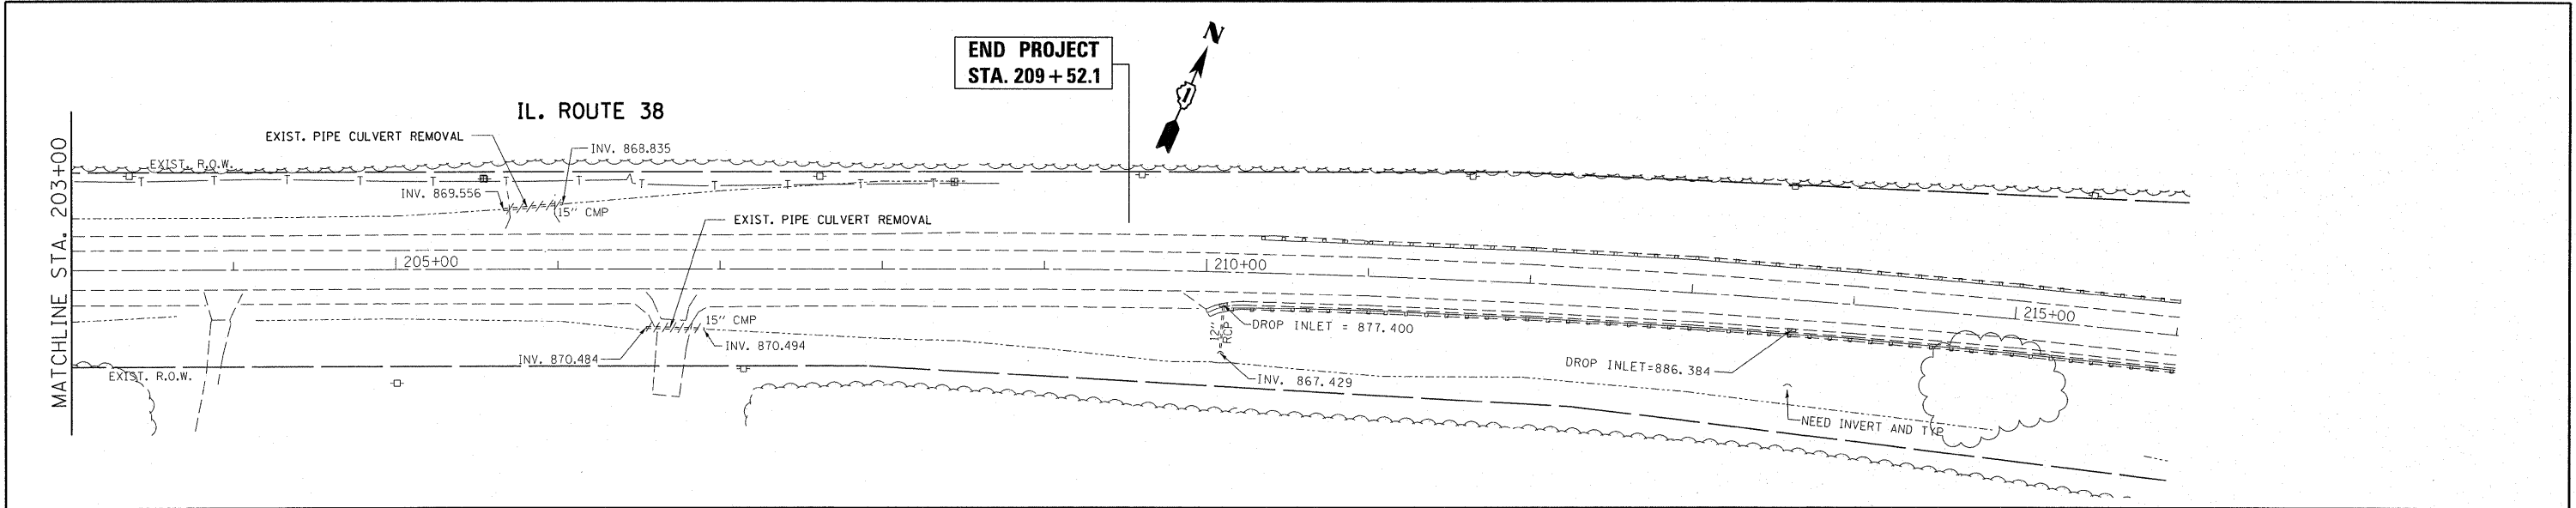 END PROJECT
STA. 209+52.1
N
IL. ROUTE 38
EXIST. PIPE CULVERT REMOVAL
INV. 868.835
EXIST. R.O.W.
T T T T T T T T T T T T
INV. 869.556
15" CMP
EXIST. PIPE CULVERT REMOVAL
MATCHLINE STA. 203+00
205+00
210+00
215+00
15" CMP
12" RCP
DROP INLET = 877.400
INV. 870.484
INV. 870.494
DROP INLET=886.384
EXIST. R.O.W.
INV. 867.429
NEED INVERT AND TYP